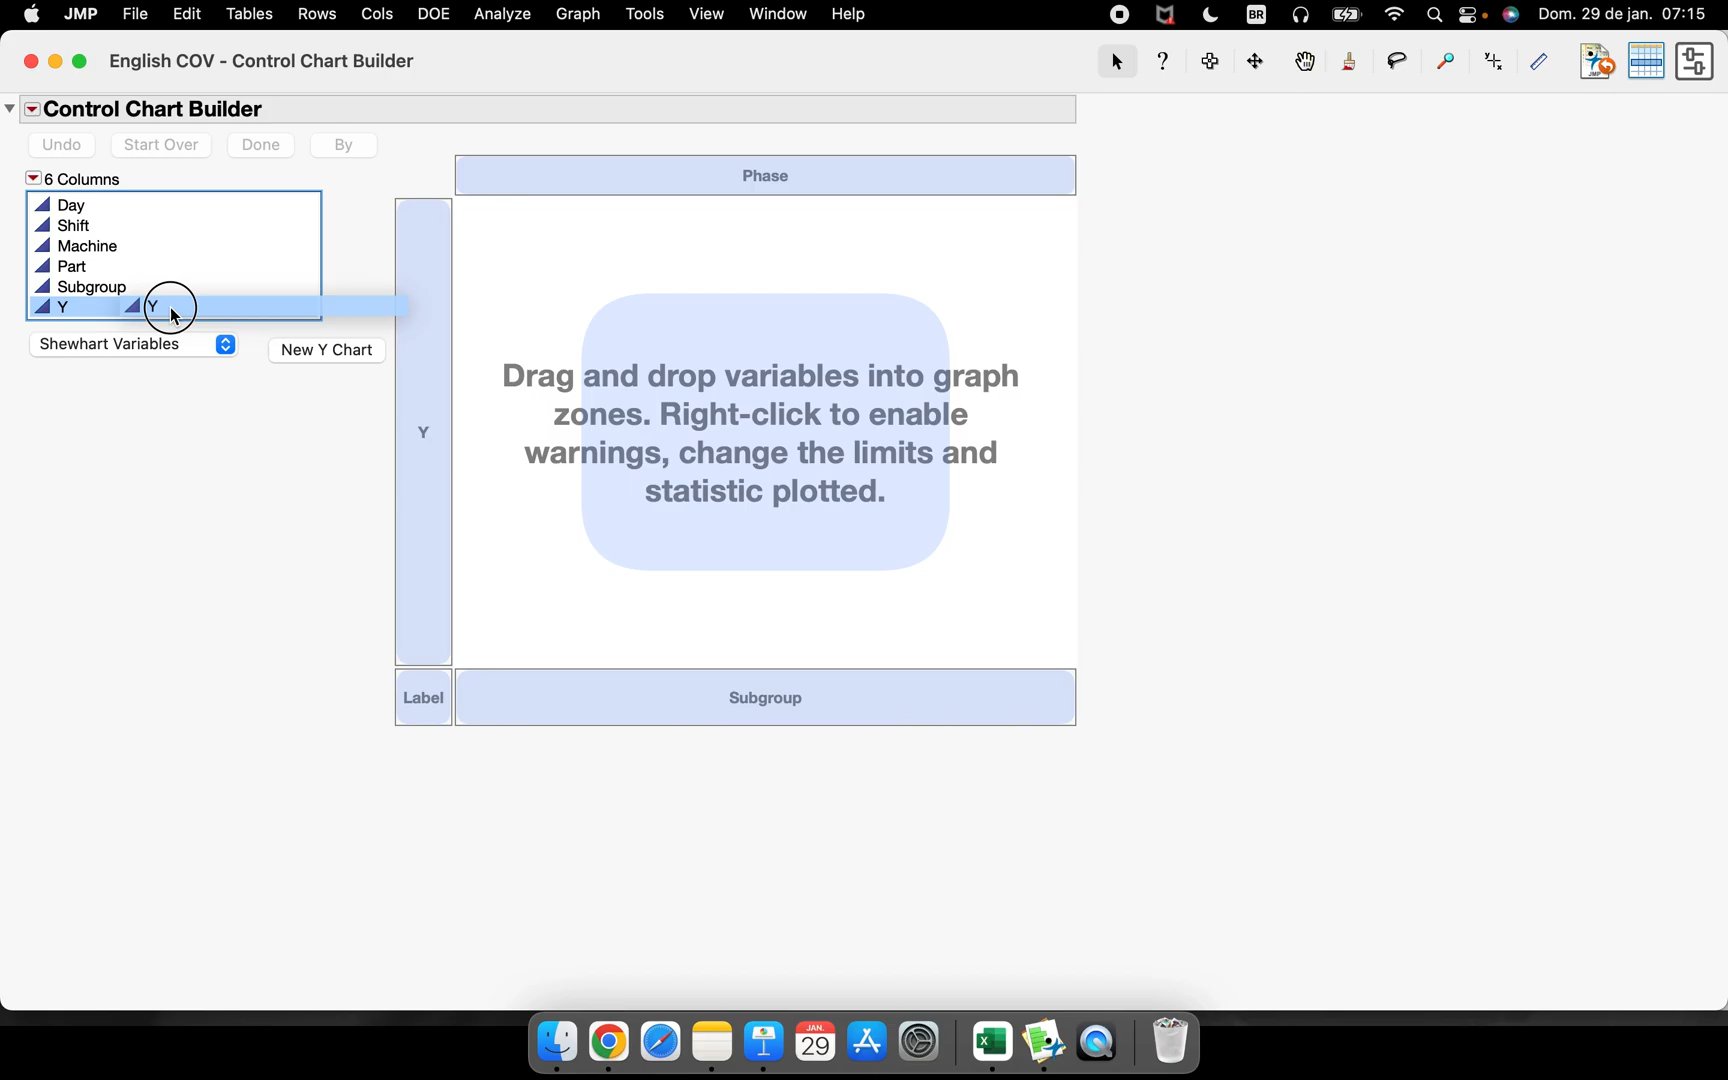 JMP File Edit Tables Rows Cols DOE Analyze Graph Tools View Window Help BR Dom. 29 de jan. 07:15
English COV - Control Chart Builder
?
JMP
Control Chart Builder
Undo Start Over Done By
6 Columns
Day
Shift
Machine
Part
Subgroup
Y Y
Shewhart Variables
New Y Chart
Phase
Y
Drag and drop variables into graph
zones. Right-click to enable
warnings, change the limits and
statistic plotted.
Label
Subgroup
JAN.
29
X